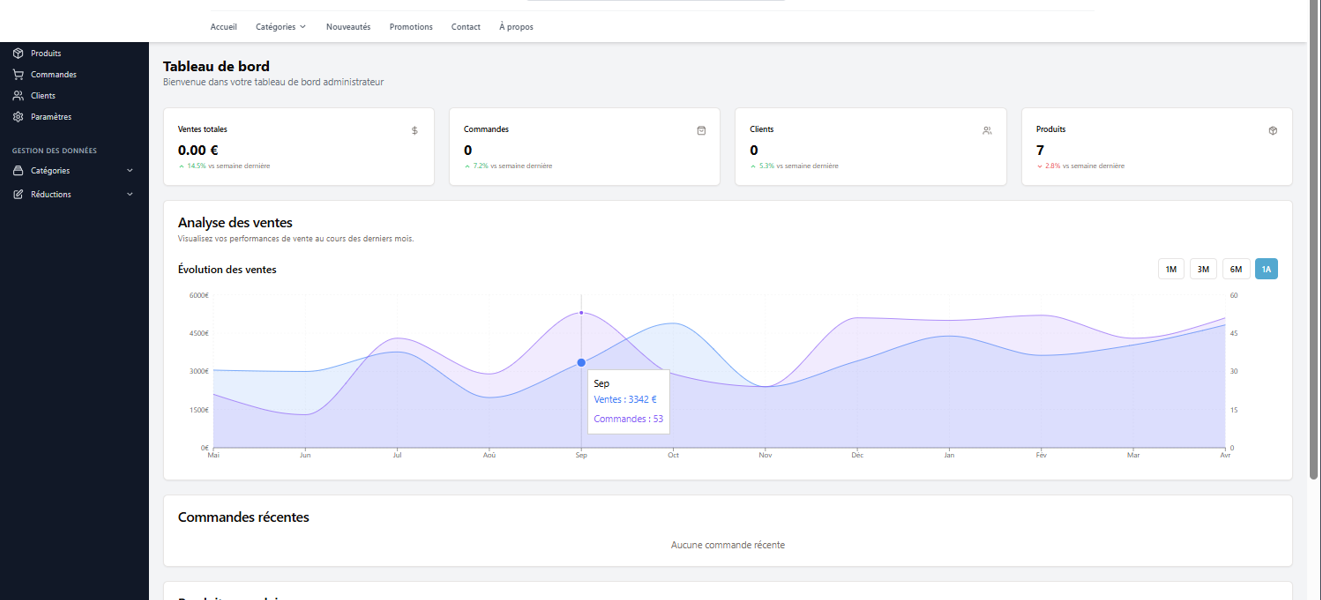 Accueil Catégories Nouveautés Promotions Contact À propos
Produits
Commandes
Clients
Paramètres
GESTION DES DONNÉES
Catégories
Réductions
Tableau de bord
Bienvenue dans votre tableau de bord administrateur
Ventes totales $
0.00 €
14.5% vs semaine dernière
Commandes
0
7.2% vs semaine dernière
Clients
0
5.3% vs semaine dernière
Produits
7
2.8% vs semaine dernière
Analyse des ventes
Visualisez vos performances de vente au cours des derniers mois.
Évolution des ventes
1M 3M 6M 1A
6000€ 60
4500€ 45
3000€ 30
1500€ 15
0€ 0
Sep
Ventes : 3342 €
Commandes : 53
Mai Jun Jul Aoû Sep Oct Nov Déc Jan Fév Mar Avr
Commandes récentes
Aucune commande récente